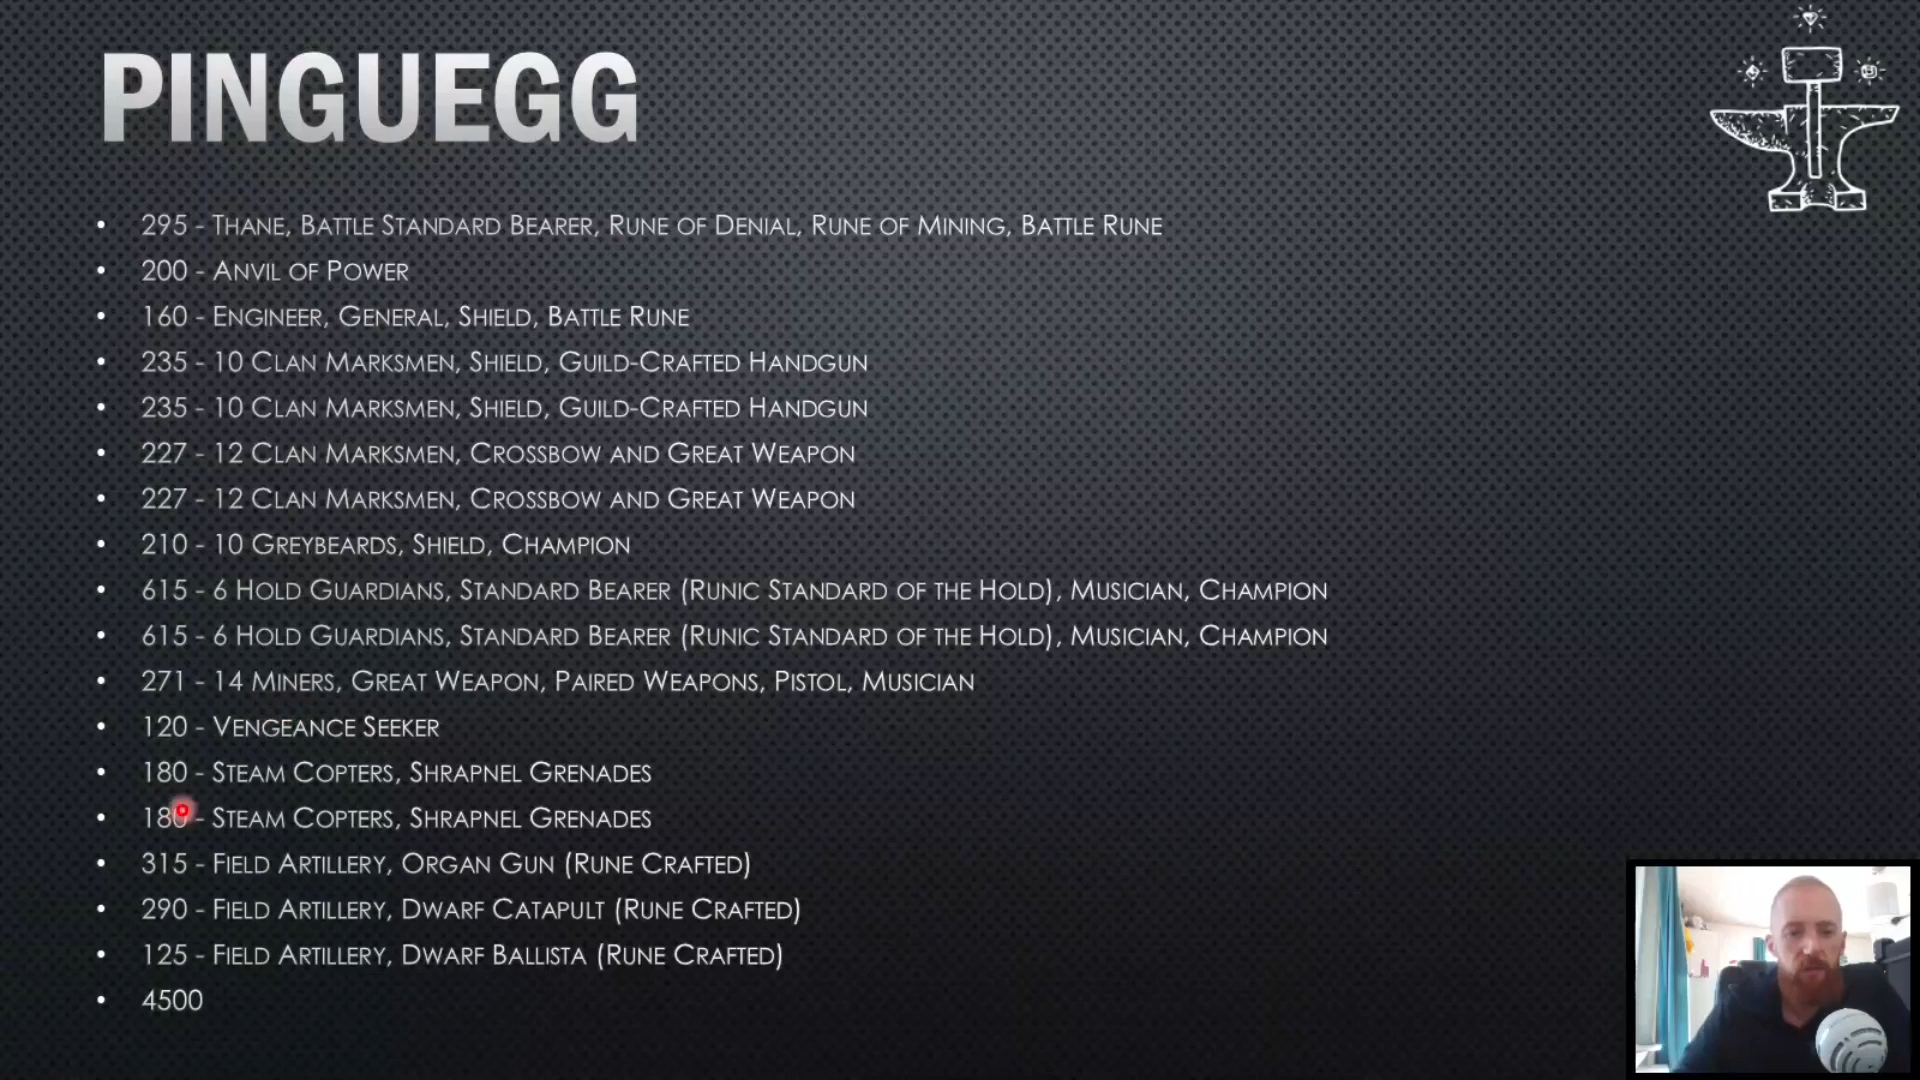 PINGUEGG
• 295 - Thane, Battle Standard Bearer, Rune of Denial, Rune of Mining, Battle Rune
• 200 - Anvil of Power
• 160 - Engineer, General, Shield, Battle Rune
• 235 - 10 Clan Marksmen, Shield, Guild-Crafted Handgun
• 235 - 10 Clan Marksmen, Shield, Guild-Crafted Handgun
• 227 - 12 Clan Marksmen, Crossbow and Great Weapon
• 227 - 12 Clan Marksmen, Crossbow and Great Weapon
• 210 - 10 Greybeards, Shield, Champion
• 615 - 6 Hold Guardians, Standard Bearer (Runic Standard of the Hold), Musician, Champion
• 615 - 6 Hold Guardians, Standard Bearer (Runic Standard of the Hold), Musician, Champion
• 271 - 14 Miners, Great Weapon, Paired Weapons, Pistol, Musician
• 120 - Vengeance Seeker
• 180 - Steam Copters, Shrapnel Grenades
• 180 - Steam Copters, Shrapnel Grenades
• 315 - Field Artillery, Organ Gun (Rune Crafted)
• 290 - Field Artillery, Dwarf Catapult (Rune Crafted)
• 125 - Field Artillery, Dwarf Ballista (Rune Crafted)
• 4500